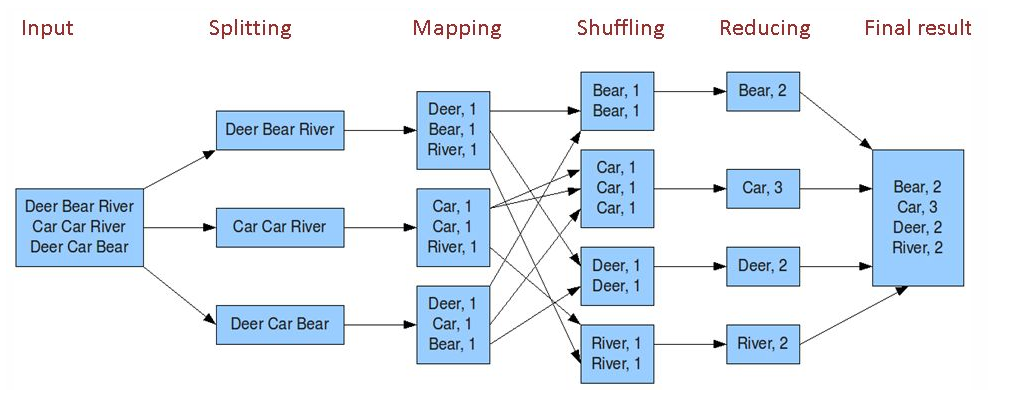 Input
Splitting
Mapping
Shuffling
Reducing
Final result
Deer Bear River
Car Car River
Deer Car Bear
Deer Bear River
Car Car River
Deer Car Bear
Deer, 1
Bear, 1
River, 1
Car, 1
Car, 1
River, 1
Deer, 1
Car, 1
Bear, 1
Bear, 1
Bear, 1
Car, 1
Car, 1
Car, 1
Deer, 1
Deer, 1
River, 1
River, 1
Bear, 2
Car, 3
Deer, 2
River, 2
Bear, 2
Car, 3
Deer, 2
River, 2